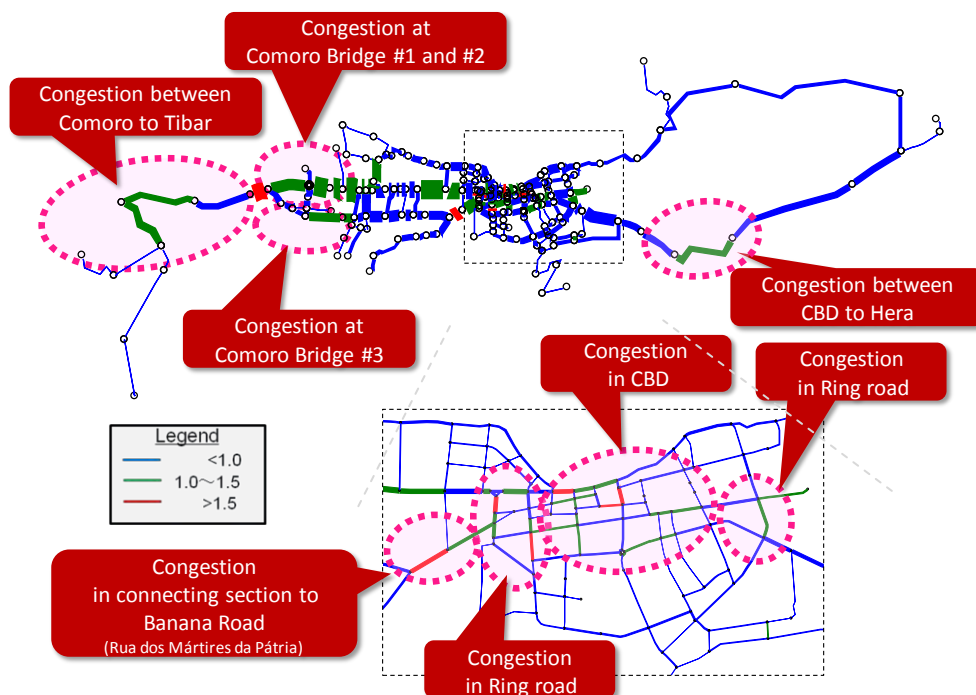 Congestion at
Comoro Bridge #1 and #2
Congestion between
Comoro to Tibar
Congestion at
Comoro Bridge #3
Congestion between
CBD to Hera
Congestion
in CBD
Congestion
in Ring road
Legend
<1.0
1.0～1.5
>1.5
Congestion
in connecting section to
Banana Road
(Rua dos Mártires da Pátria)
Congestion
in Ring road